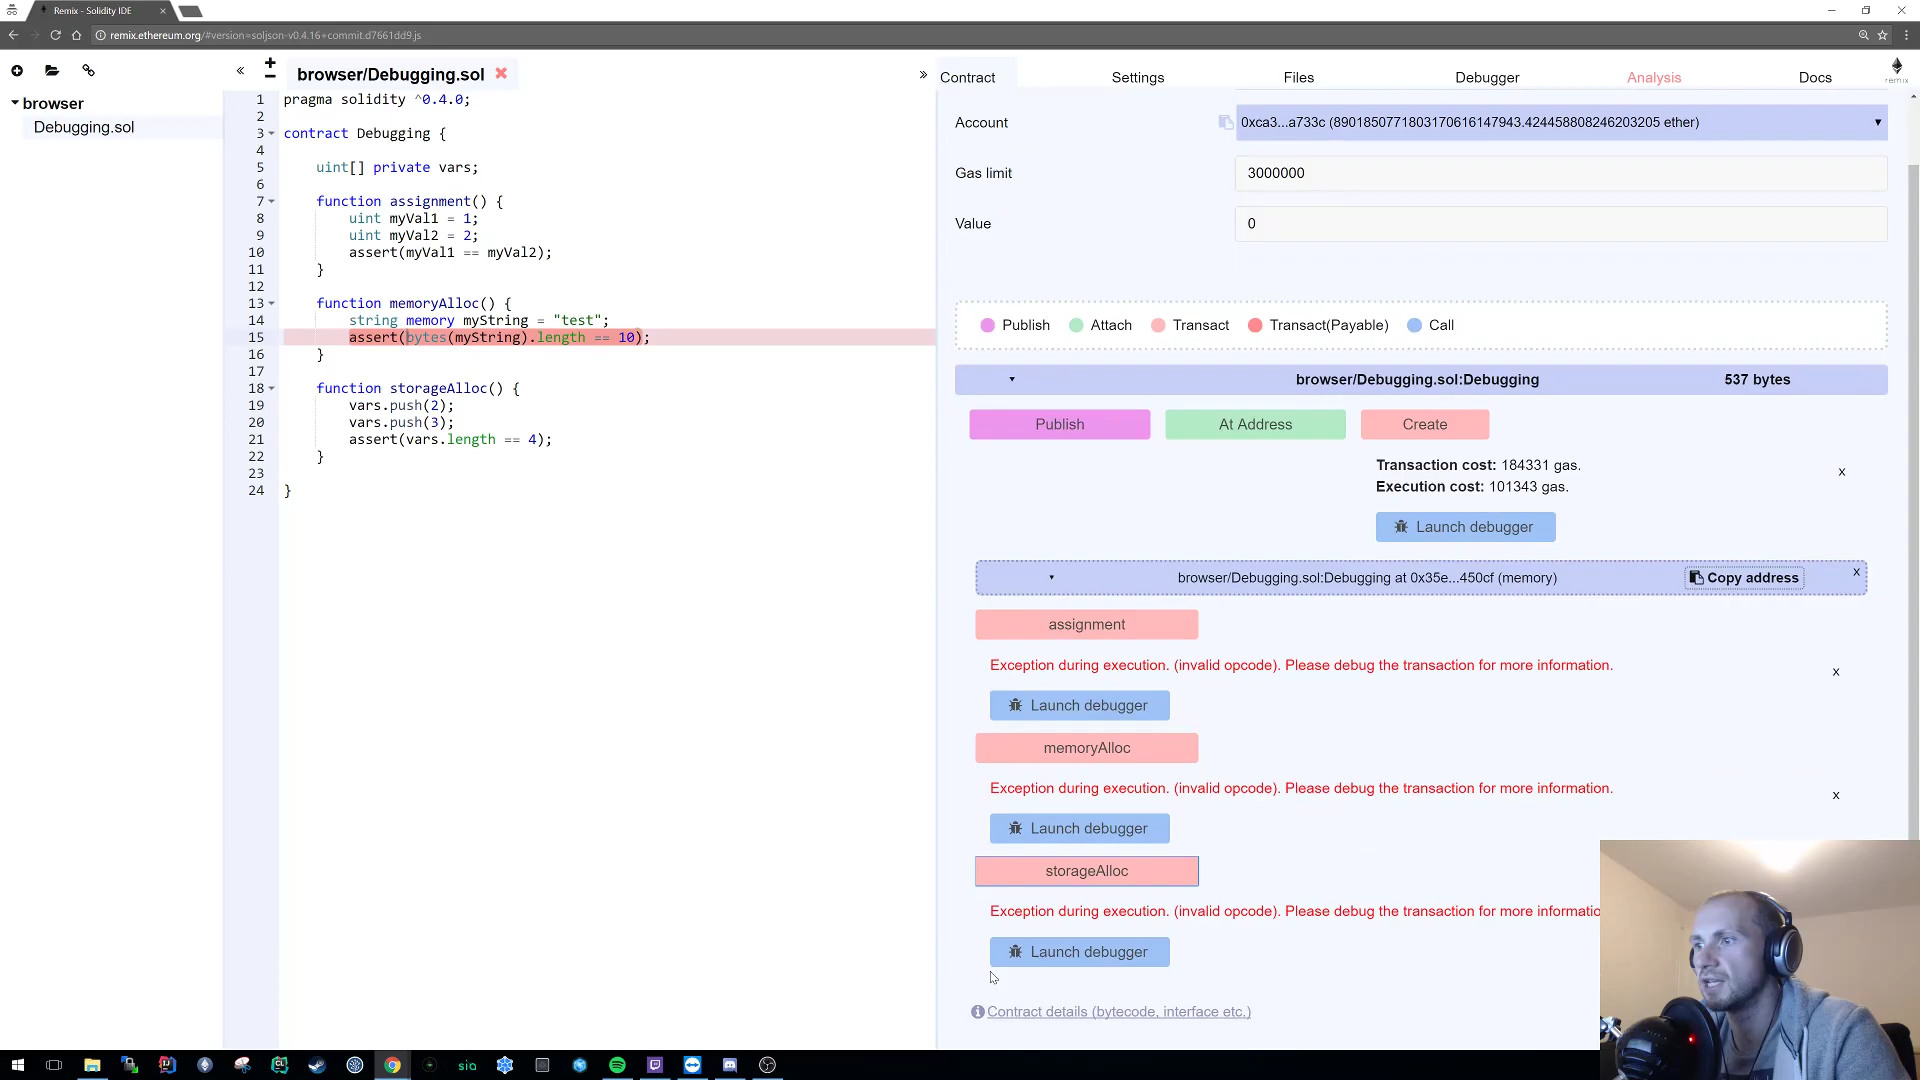 Remix - Solidity IDE
remix.ethereum.org/#version=soljson-v0.4.16+commit.d7661dd9.js
browser
Debugging.sol
browser/Debugging.sol
1 pragma solidity ^0.4.0;
2
3 contract Debugging {
4
5 uint[] private vars;
6
7 function assignment() {
8 uint myVal1 = 1;
9 uint myVal2 = 2;
10 assert(myVal1 == myVal2);
11 }
12
13 function memoryAlloc() {
14 string memory myString = "test";
15 assert(bytes(myString).length == 10);
16 }
17
18 function storageAlloc() {
19 vars.push(2);
20 vars.push(3);
21 assert(vars.length == 4);
22 }
23
24 }
Contract Settings Files Debugger Analysis Docs
remix
Account 0xca3...a733c (8901850771803170616147943.424458808246203205 ether)
Gas limit 3000000
Value 0
Publish Attach Transact Transact(Payable) Call
browser/Debugging.sol:Debugging 537 bytes
Publish At Address Create
Transaction cost: 184331 gas. x
Execution cost: 101343 gas.
Launch debugger
browser/Debugging.sol:Debugging at 0x35e...450cf (memory) Copy address x
assignment
Exception during execution. (invalid opcode). Please debug the transaction for more information. x
Launch debugger
memoryAlloc
Exception during execution. (invalid opcode). Please debug the transaction for more information. x
Launch debugger
storageAlloc
Exception during execution. (invalid opcode). Please debug the transaction for more informatio
Launch debugger
Contract details (bytecode, interface etc.)
sia